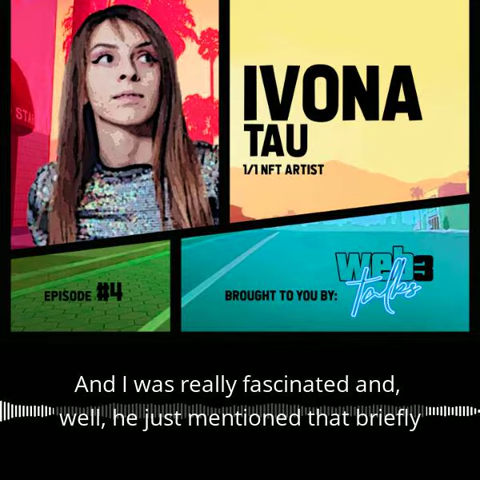 IVONA
TAU
1/1 NFT ARTIST
STA
EPISODE #4
BROUGHT TO YOU BY:
web3
talks
And I was really fascinated and,
well, he just mentioned that briefly